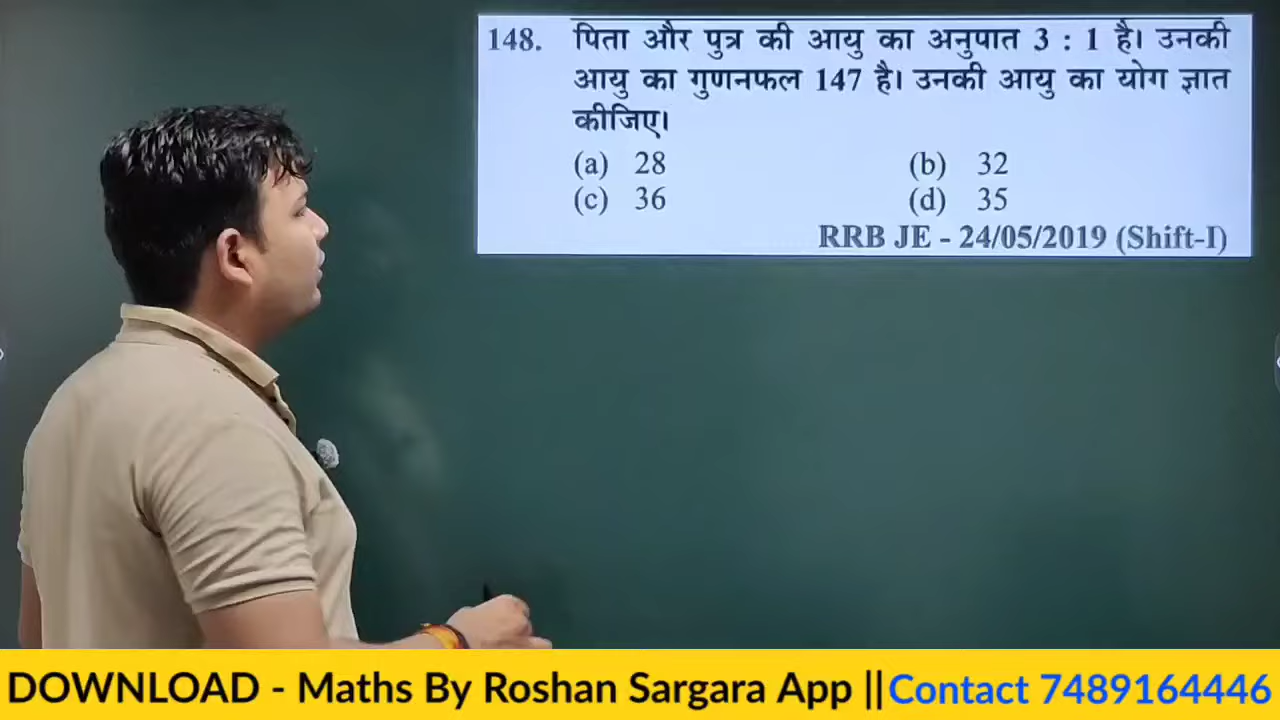 148. पिता और पुत्र की आयु का अनुपात 3 : 1 है। उनकी
आयु का गुणनफल 147 है। उनकी आयु का योग ज्ञात
कीजिए।
(a) 28 (b) 32
(c) 36 (d) 35
RRB JE - 24/05/2019 (Shift-I)
DOWNLOAD - Maths By Roshan Sargara App || Contact 7489164446